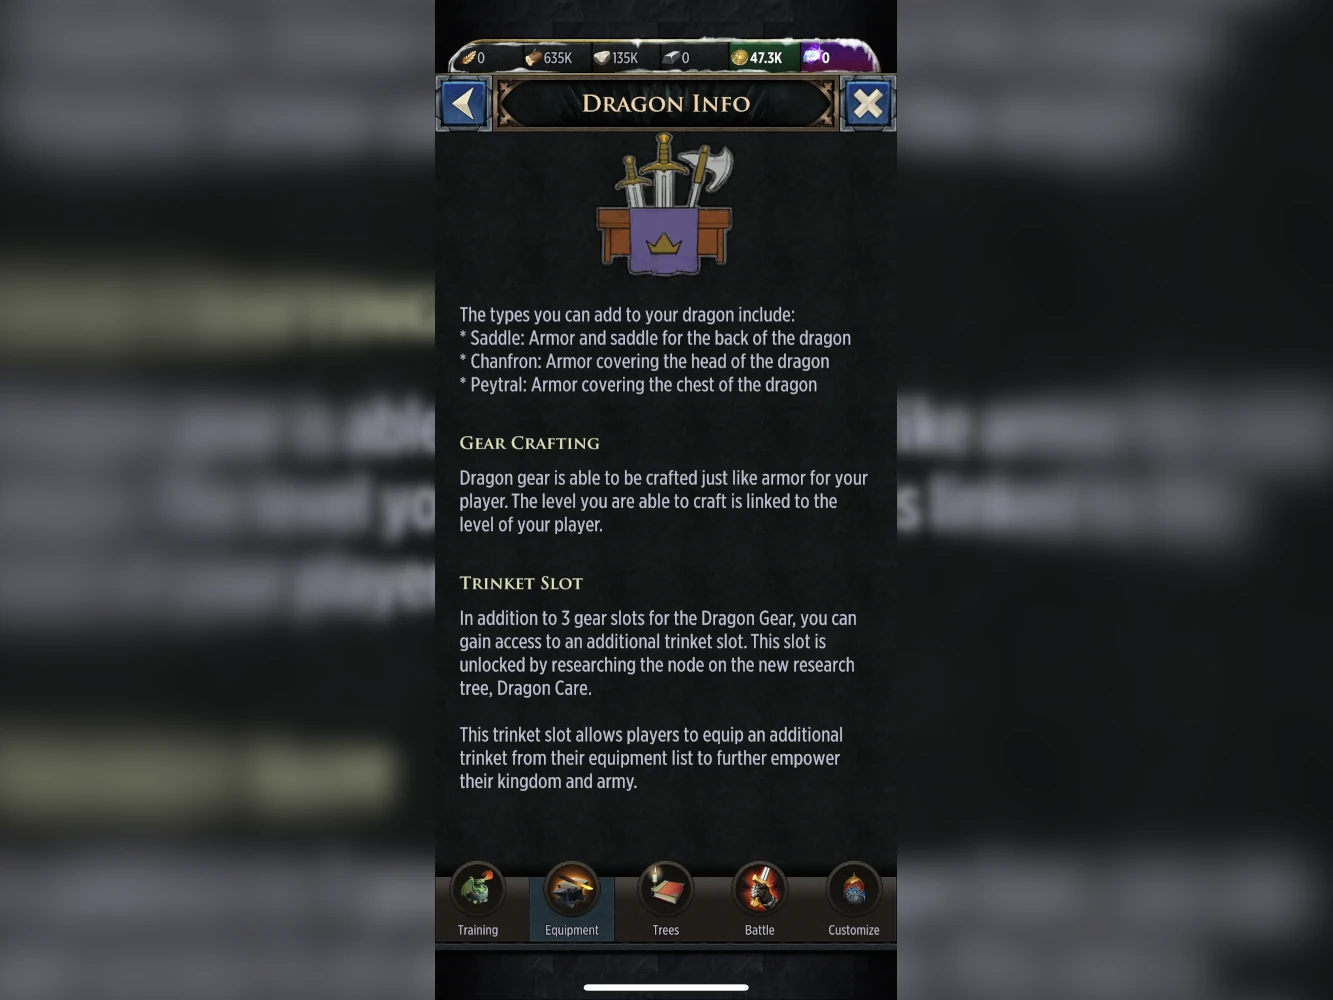 0 635K 135K 0 47.3K 0
Dragon Info
The types you can add to your dragon include:
* Saddle: Armor and saddle for the back of the dragon
* Chanfron: Armor covering the head of the dragon
* Peytral: Armor covering the chest of the dragon
Gear Crafting
Dragon gear is able to be crafted just like armor for your
player. The level you are able to craft is linked to the
level of your player.
Trinket Slot
In addition to 3 gear slots for the Dragon Gear, you can
gain access to an additional trinket slot. This slot is
unlocked by researching the node on the new research
tree, Dragon Care.
This trinket slot allows players to equip an additional
trinket from their equipment list to further empower
their kingdom and army.
Training Equipment Trees Battle Customize